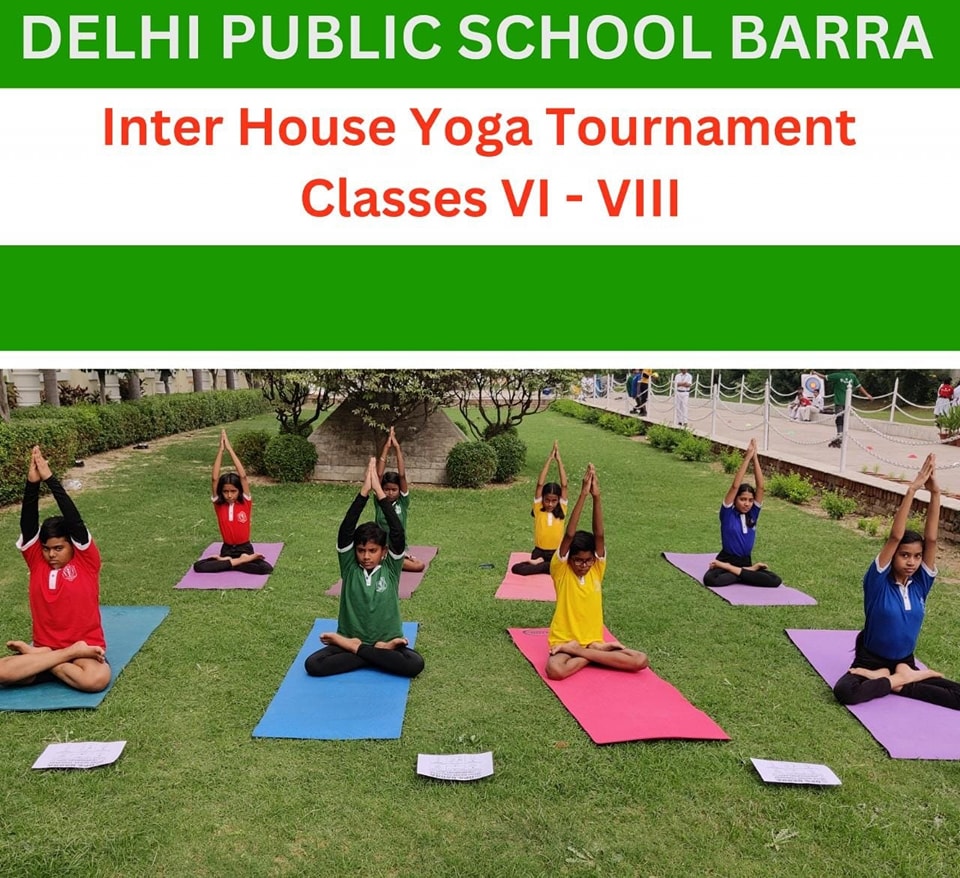 DELHI PUBLIC SCHOOL BARRA
Inter House Yoga Tournament
Classes VI - VIII